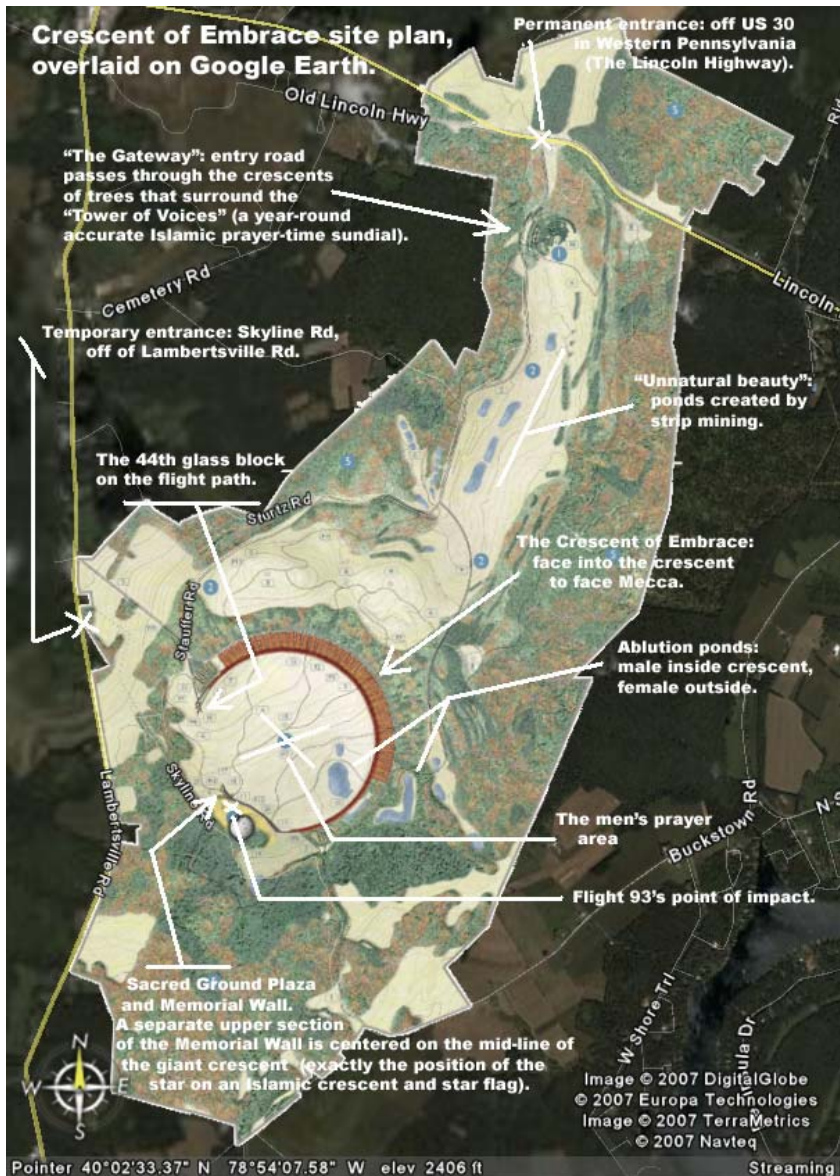 Crescent of Embrace site plan,
overlaid on Google Earth.
Permanent entrance: off US 30
in Western Pennsylvania
(The Lincoln Highway).
Old Lincoln Hwy
5
"The Gateway": entry road
passes through the crescents
of trees that surround the
"Tower of Voices" (a year-round
accurate Islamic prayer-time sundial).
1
Lincoln
Cemetery Rd
Temporary entrance: Skyline Rd,
off of Lambertsville Rd.
2
"Unnatural beauty":
ponds created by
strip mining.
The 44th glass block
on the flight path.
5
Sturtz Rd
The Crescent of Embrace:
face into the crescent
to face Mecca.
2
2
Stauffer Rd
Ablution ponds:
male inside crescent,
female outside.
Skyline Rd
Lambertsville Rd
Buckstown Rd
The men's prayer
area
Flight 93's point of impact.
Sacred Ground Plaza
and Memorial Wall.
A separate upper section
of the Memorial Wall is centered on the mid-line of
the giant crescent (exactly the position of the
star on an Islamic crescent and star flag).
W Shore Trl
N
W E
S
Image © 2007 DigitalGlobe
© 2007 Europa Technologies
Image © 2007 TerraMetrics
© 2007 Navteq
Pointer 40°02'33.37" N 78°54'07.58" W elev 2406 ft
Streaming